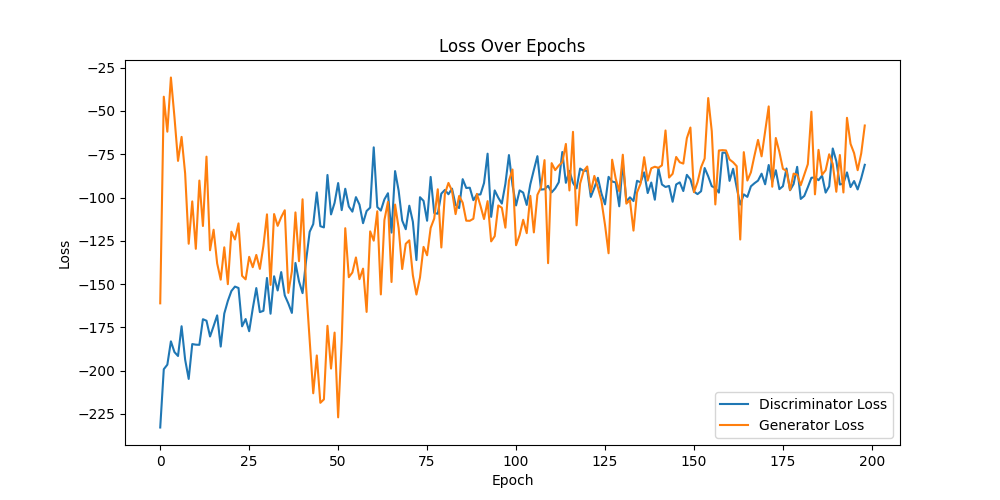 Loss Over Epochs
Loss
−25
−50
−75
−100
−125
−150
−175
−200
−225
0 25 50 75 100 125 150 175 200
Epoch
Discriminator Loss
Generator Loss